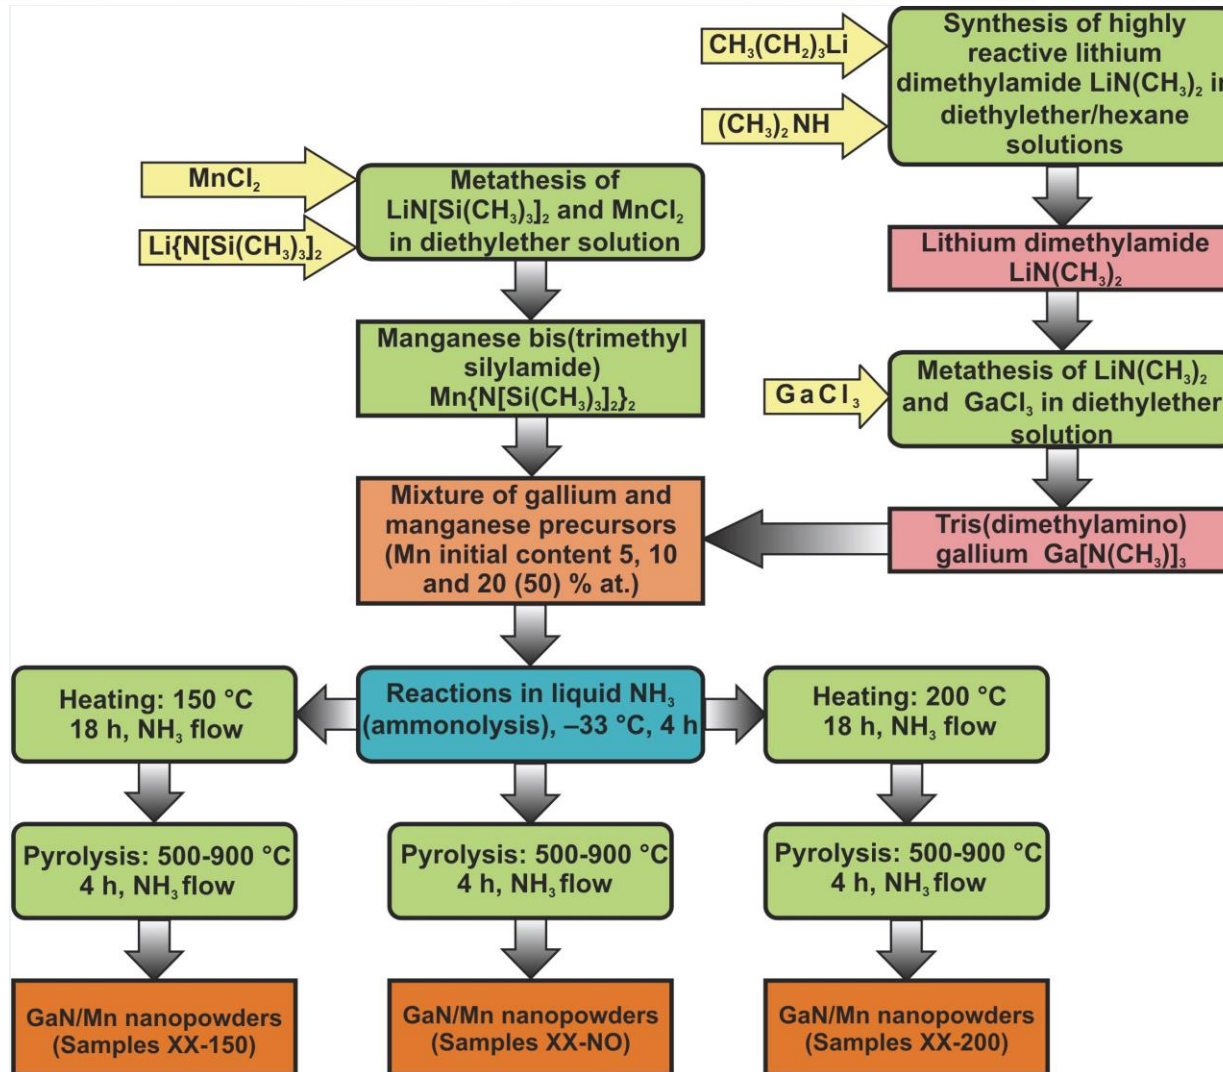 CH₃(CH₂)₃Li
(CH₃)₂ NH
Synthesis of highly
reactive lithium
dimethylamide LiN(CH₃)₂ in
diethylether/hexane
solutions
MnCl₂
Li{N[Si(CH₃)₃]₂
Metathesis of
LiN[Si(CH₃)₃]₂ and MnCl₂
in diethylether solution
Lithium dimethylamide
LiN(CH₃)₂
Manganese bis(trimethyl
silylamide)
Mn{N[Si(CH₃)₃]₂}₂
GaCl₃
Metathesis of LiN(CH₃)₂
and GaCl₃ in diethylether
solution
Mixture of gallium and
manganese precursors
(Mn initial content 5, 10
and 20 (50) % at.)
Tris(dimethylamino)
gallium Ga[N(CH₃)]₃
Heating: 150 °C
18 h, NH₃ flow
Reactions in liquid NH₃
(ammonolysis), –33 °C, 4 h
Heating: 200 °C
18 h, NH₃ flow
Pyrolysis: 500-900 °C
4 h, NH₃ flow
Pyrolysis: 500-900 °C
4 h, NH₃ flow
Pyrolysis: 500-900 °C
4 h, NH₃ flow
GaN/Mn nanopowders
(Samples XX-150)
GaN/Mn nanopowders
(Samples XX-NO)
GaN/Mn nanopowders
(Samples XX-200)